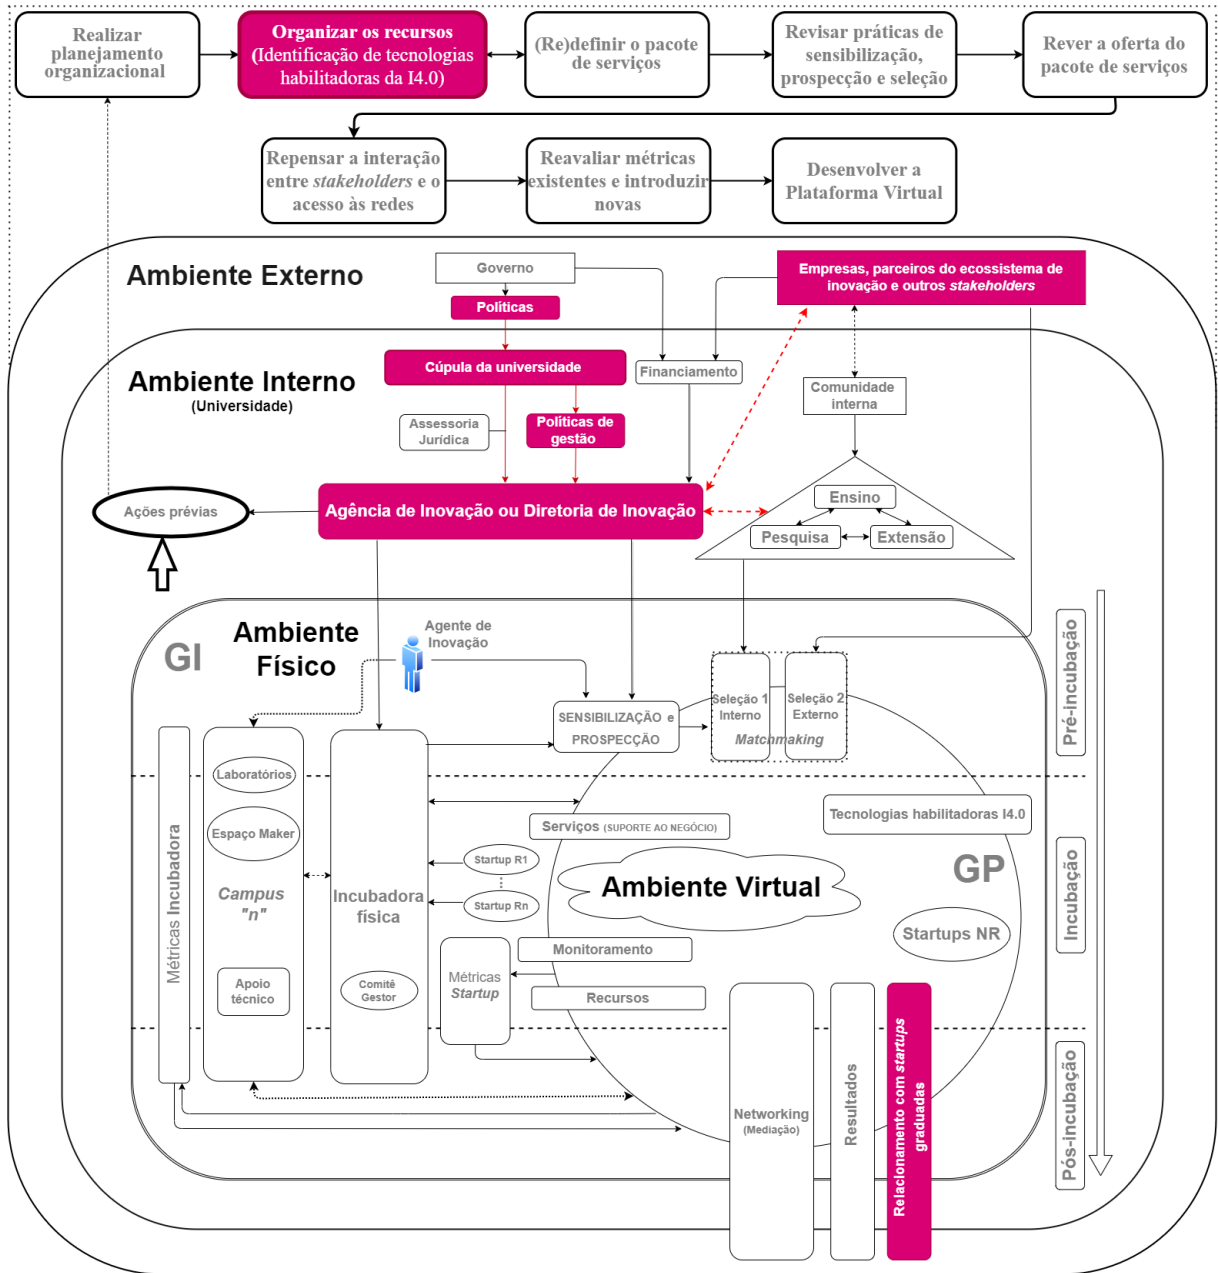 Realizar
planejamento
organizacional
Organizar os recursos
(Identificação de tecnologias
habilitadoras da I4.0)
(Re)definir o pacote
de serviços
Revisar práticas de
sensibilização,
prospecção e seleção
Rever a oferta do
pacote de serviços
Repensar a interação
entre stakeholders e o
acesso às redes
Reavaliar métricas
existentes e introduzir
novas
Desenvolver a
Plataforma Virtual
Ambiente Externo
Governo
Políticas
Empresas, parceiros do ecossistema de
inovação e outros stakeholders
Ambiente Interno
(Universidade)
Cúpula da universidade
Financiamento
Comunidade
interna
Assessoria
Jurídica
Políticas de
gestão
Ações prévias
Agência de Inovação ou Diretoria de Inovação
Ensino
Pesquisa
Extensão
GI
Ambiente
Físico
Agente de
Inovação
SENSIBILIZAÇÃO e
PROSPECÇÃO
Seleção 1
Interno
Seleção 2
Externo
Matchmaking
Pré-incubação
Métricas Incubadora
Laboratórios
Espaço Maker
Campus
"n"
Apoio
técnico
Incubadora
física
Comitê
Gestor
Startup R1
Startup Rn
Métricas
Startup
Serviços (SUPORTE AO NEGÓCIO)
Tecnologias habilitadoras I4.0
Ambiente Virtual
GP
Startups NR
Monitoramento
Recursos
Incubação
Networking
(Mediação)
Resultados
Relacionamento com startups
graduadas
Pós-incubação